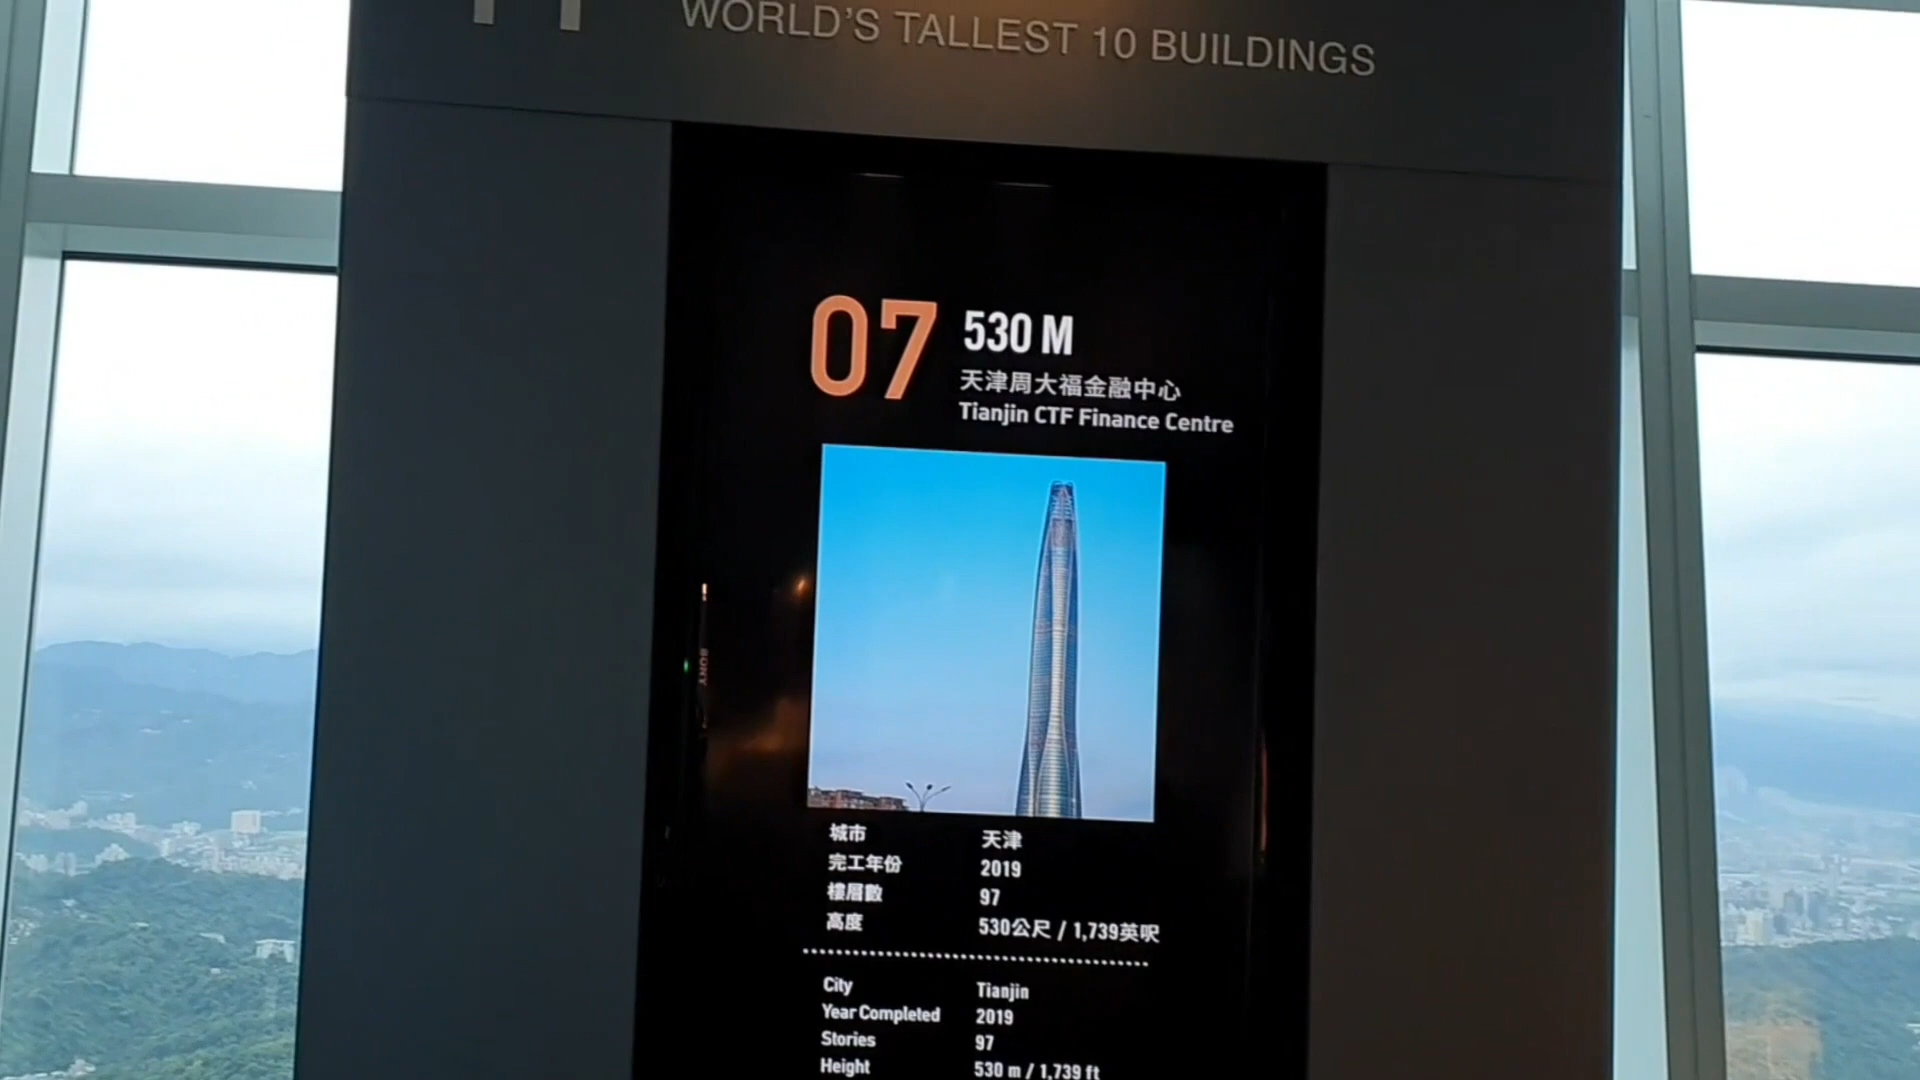 WORLD'S TALLEST 10 BUILDINGS
07
530 M
天津周大福金融中心
Tianjin CTF Finance Centre
SONY
城市 天津
完工年份 2019
樓層數 97
高度 530公尺 / 1,739英呎
City Tianjin
Year Completed 2019
Stories 97
Height 530 m / 1,739 ft